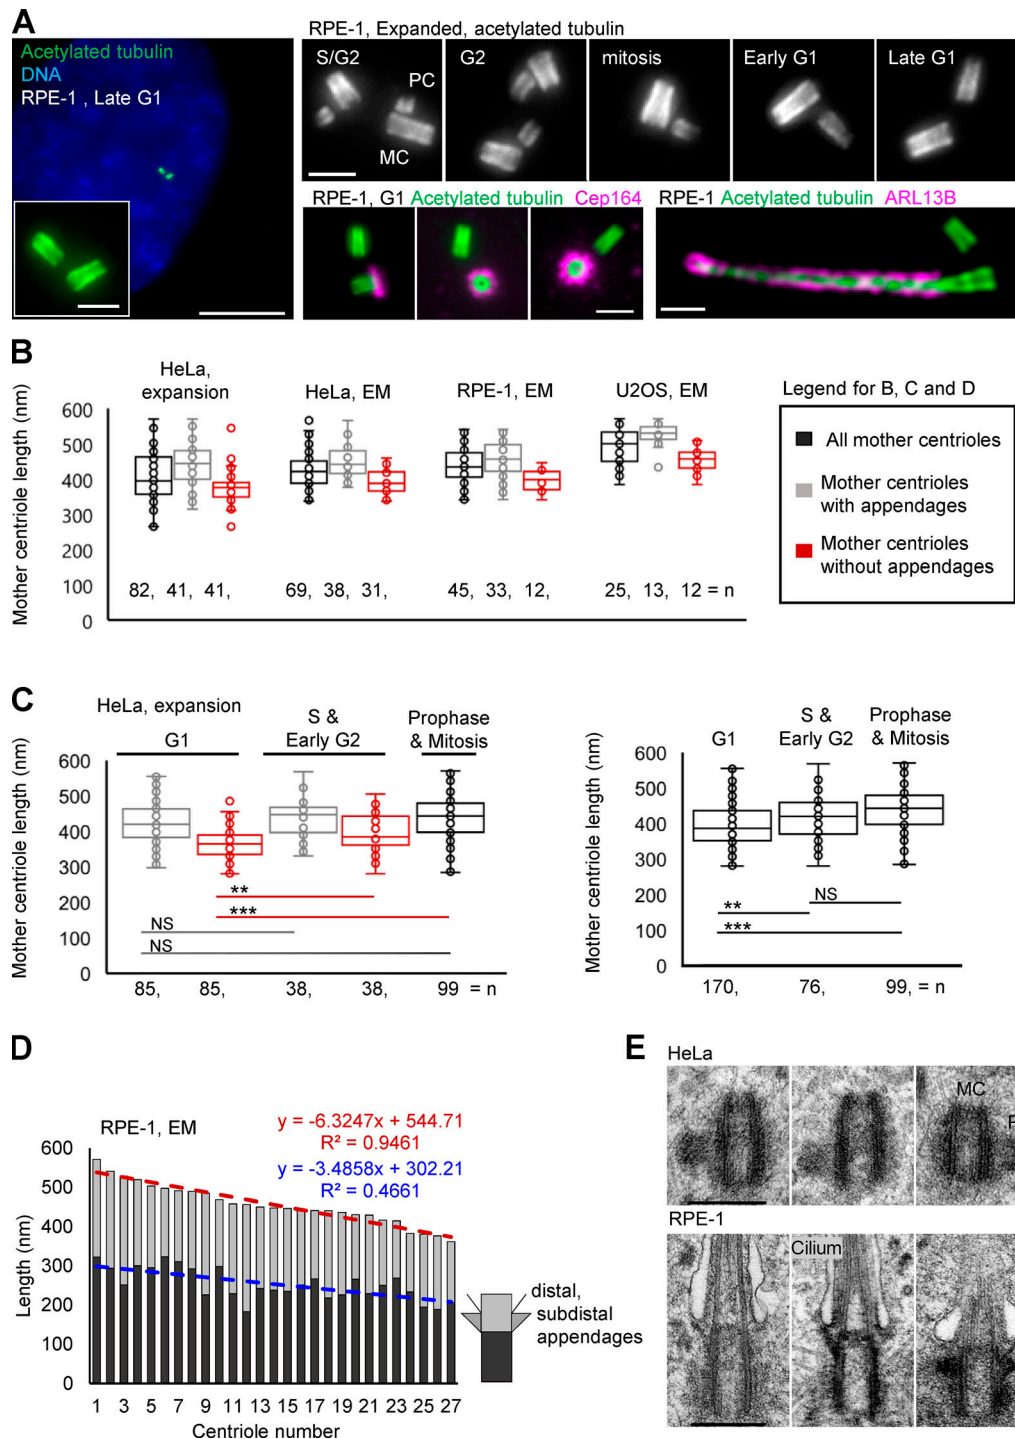 A
Acetylated tubulin
DNA
RPE-1 , Late G1
RPE-1, Expanded, acetylated tubulin
S/G2
PC
MC
G2
mitosis
Early G1
Late G1
RPE-1, G1 Acetylated tubulin Cep164
RPE-1 Acetylated tubulin ARL13B
B
Mother centriole length (nm)
600
500
400
300
200
100
0
HeLa,
expansion
HeLa, EM
RPE-1, EM
U2OS, EM
82, 41, 41, 69, 38, 31, 45, 33, 12, 25, 13, 12 = n
Legend for B, C and D
All mother centrioles
Mother centrioles
with appendages
Mother centrioles
without appendages
C
HeLa, expansion
G1
S &
Early G2
Prophase
& Mitosis
Mother centriole length (nm)
600
500
400
300
200
100
0
**
***
NS
NS
85, 85, 38, 38, 99 = n
G1
S &
Early G2
Prophase
& Mitosis
Mother centriole length (nm)
600
500
400
300
200
100
0
NS
**
***
170, 76, 99, = n
D
RPE-1, EM
y = -6.3247x + 544.71
R² = 0.9461
y = -3.4858x + 302.21
R² = 0.4661
Length (nm)
600
500
400
300
200
100
0
1 3 5 7 9 11 13 15 17 19 21 23 25 27
Centriole number
distal,
subdistal
appendages
E
HeLa
MC
P
RPE-1
Cilium